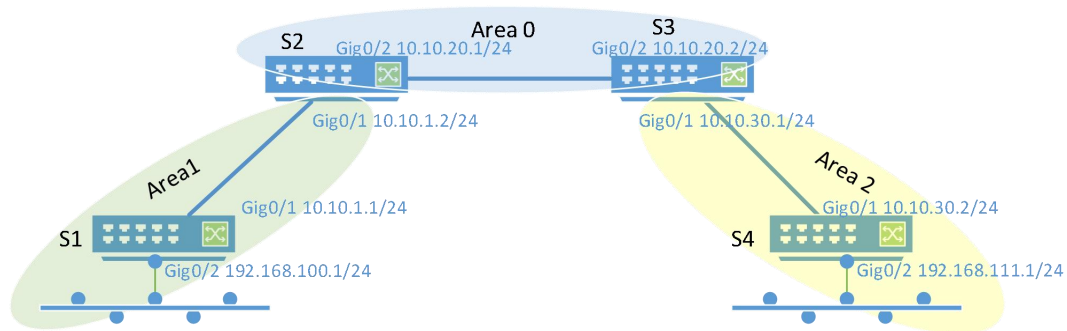 Area 0
S2
S3
Gig0/2 10.10.20.1/24
Gig0/2 10.10.20.2/24
Gig0/1 10.10.1.2/24
Gig0/1 10.10.30.1/24
Area1
Area 2
Gig0/1 10.10.1.1/24
Gig0/1 10.10.30.2/24
S1
S4
Gig0/2 192.168.100.1/24
Gig0/2 192.168.111.1/24